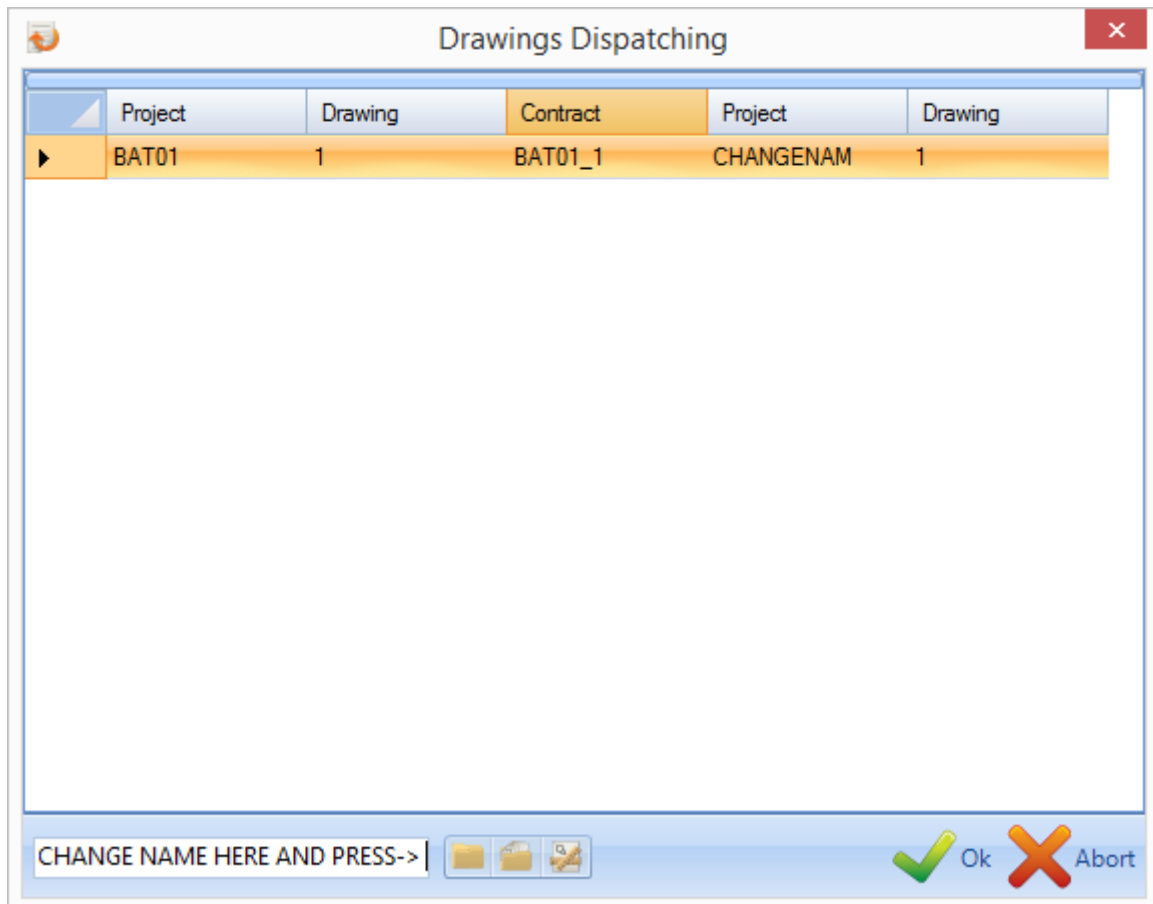 Drawings Dispatching
Project Drawing Contract Project Drawing
BAT01 1 BAT01_1 CHANGENAM 1
CHANGE NAME HERE AND PRESS-> Ok Abort